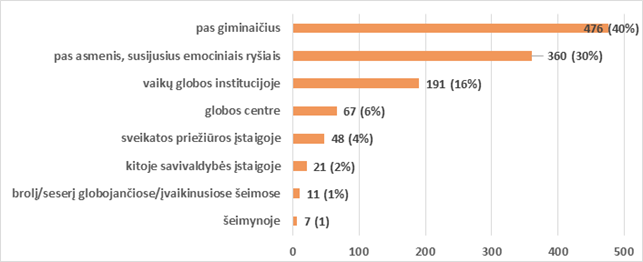 pas giminaičius 476 (40%)
pas asmenis, susijusius emociniais ryšiais 360 (30%)
vaikų globos institucijoje 191 (16%)
globos centre 67 (6%)
sveikatos priežiūros įstaigoje 48 (4%)
kitoje savivaldybės įstaigoje 21 (2%)
brolį/seserį globojančiose/įvaikinusiose šeimose 11 (1%)
šeimynoje 7 (1)
0 100 200 300 400 500